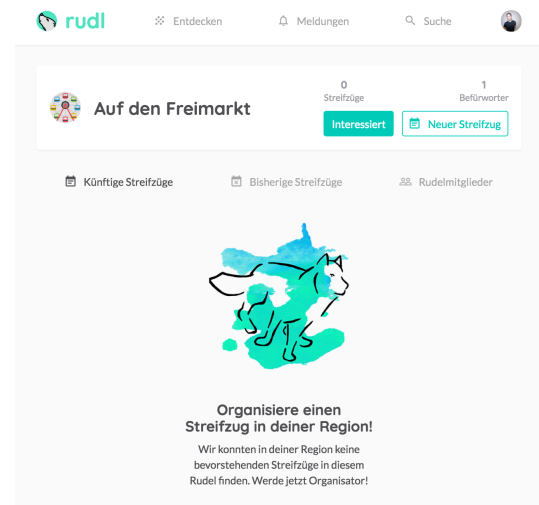 rudl
Entdecken
Meldungen
Suche
Auf den Freimarkt
0
Streifzüge
1
Befürworter
Interessiert
Neuer Streifzug
Künftige Streifzüge
Bisherige Streifzüge
Rudelmitglieder
Organisiere einen
Streifzug in deiner Region!
Wir konnten in deiner Region keine
bevorstehenden Streifzüge in diesem
Rudel finden. Werde jetzt Organisator!